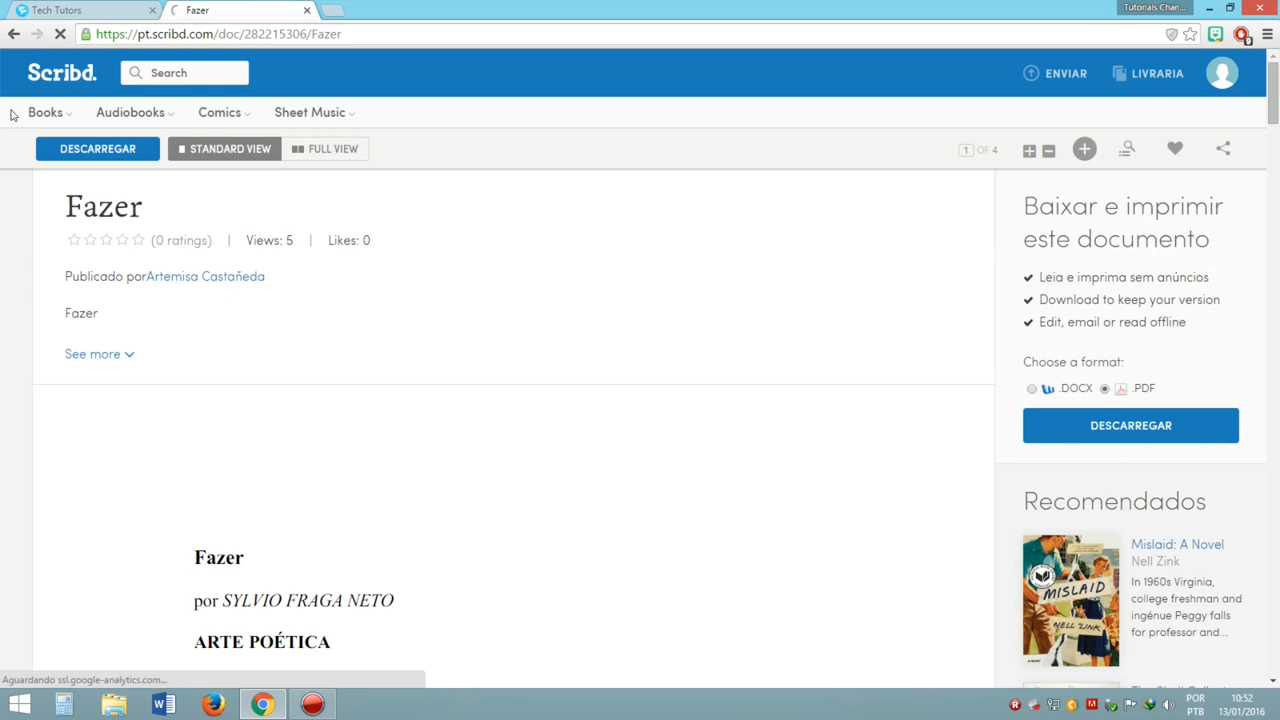 Tech Tutors
Fazer
Tutorials Chan...
https://pt.scribd.com/doc/282215306/Fazer
Scribd.
Search
ENVIAR
LIVRARIA
Books
Audiobooks
Comics
Sheet Music
DESCARREGAR
STANDARD VIEW
FULL VIEW
1 OF 4
Fazer
(0 ratings) | Views: 5 | Likes: 0
Publicado porArtemisa Castañeda
Fazer
See more
Baixar e imprimir
este documento
Leia e imprima sem anúncios
Download to keep your version
Edit, email or read offline
Choose a format:
.DOCX .PDF
DESCARREGAR
Recomendados
MISLAID
NELL ZINK
Mislaid: A Novel
Nell Zink
In 1960s Virginia,
college freshman and
ingénue Peggy falls
for professor and...
Fazer
por SYLVIO FRAGA NETO
ARTE POÉTICA
Aguardando ssl.google-analytics.com...
POR
PTB
10:52
13/01/2016